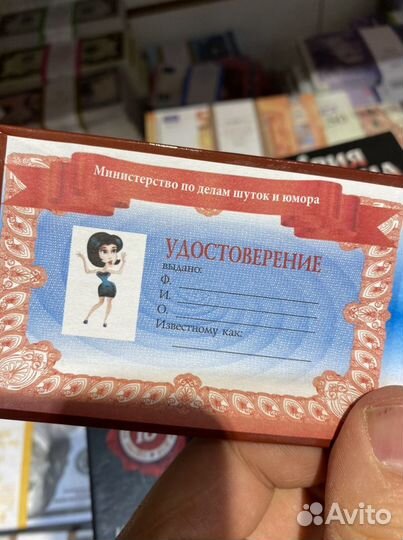 Министерство по делам шуток и юмора
УДОСТОВЕРЕНИЕ
выдано:
Ф.
И.
О.
Известному как:
Avito